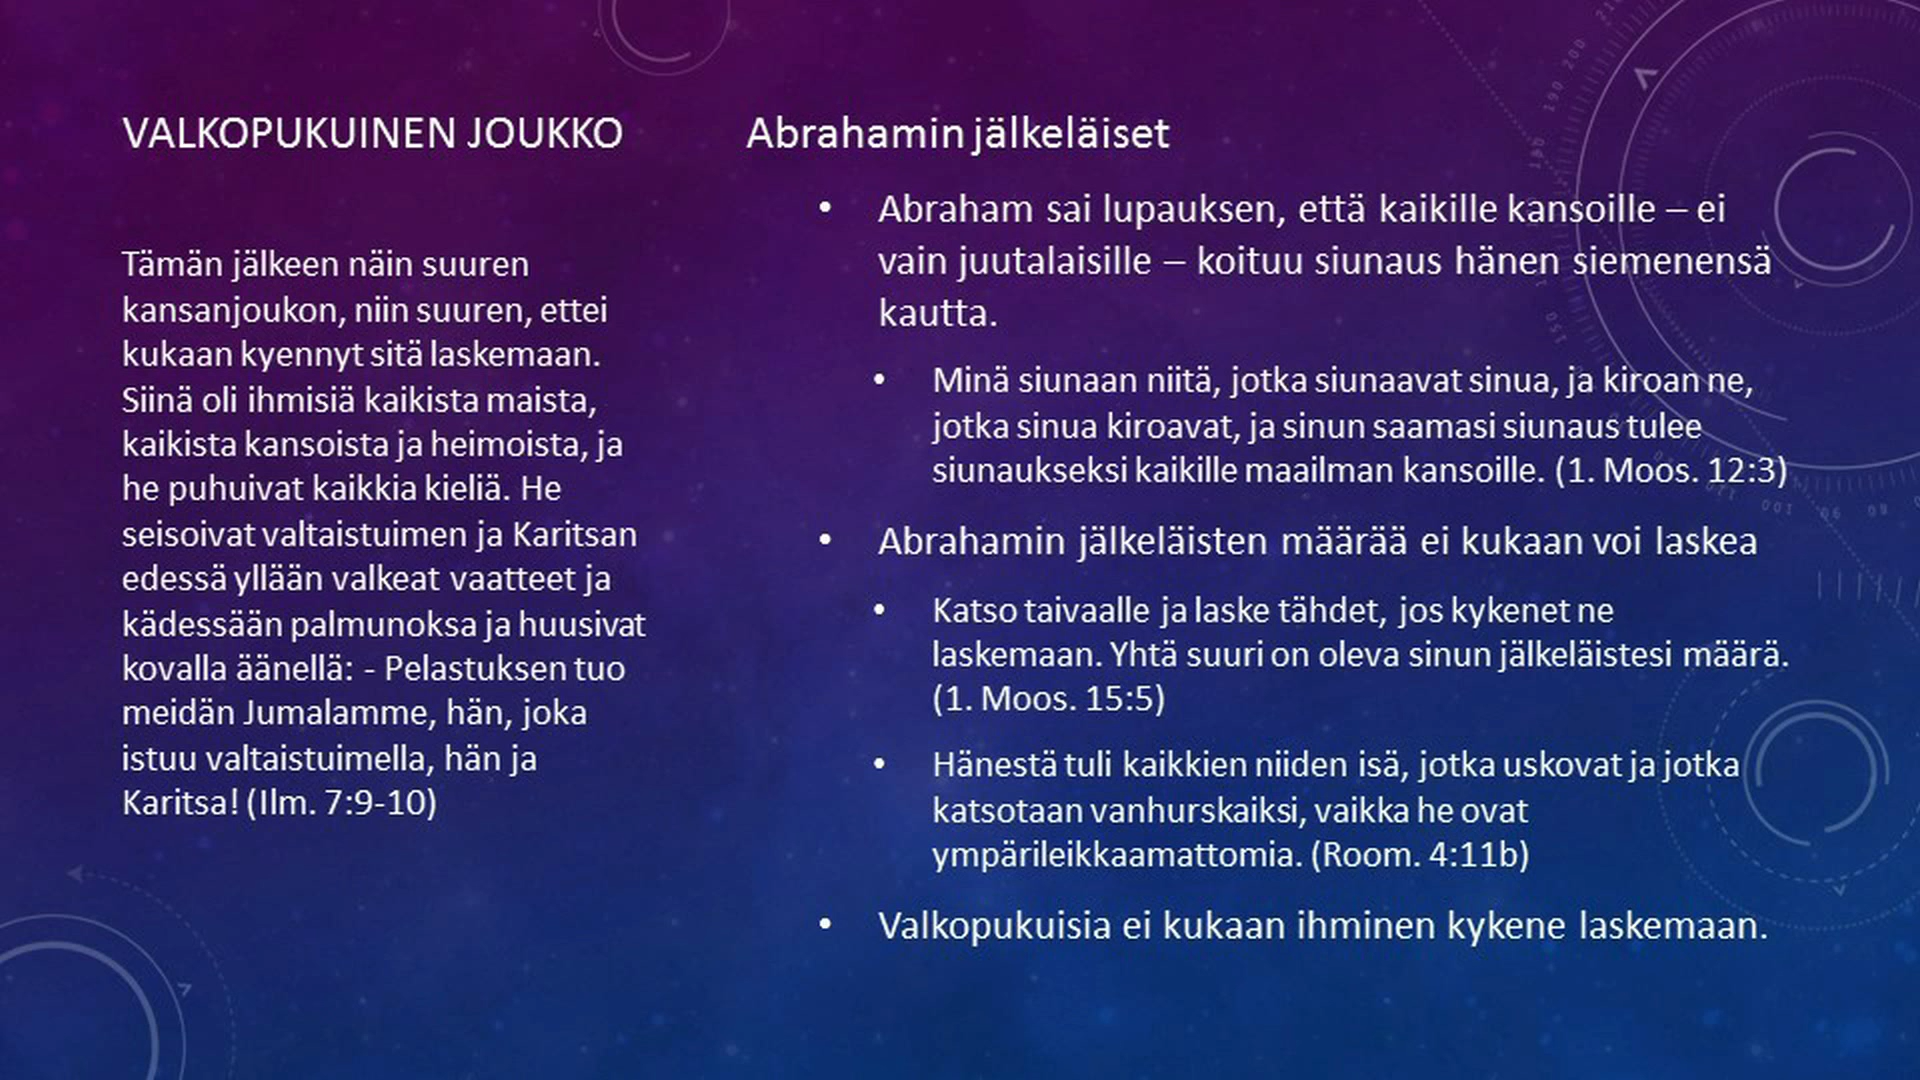 VALKOPUKUINEN JOUKKO
Tämän jälkeen näin suuren
kansanjoukon, niin suuren, ettei
kukaan kyennyt sitä laskemaan.
Siinä oli ihmisiä kaikista maista,
kaikista kansoista ja heimoista, ja
he puhuivat kaikkia kieliä. He
seisoivat valtaistuimen ja Karitsan
edessä yllään valkeat vaatteet ja
kädessään palmunoksa ja huusivat
kovalla äänellä: - Pelastuksen tuo
meidän Jumalamme, hän, joka
istuu valtaistuimella, hän ja
Karitsa! (Ilm. 7:9-10)
Abrahamin jälkeläiset
• Abraham sai lupauksen, että kaikille kansoille – ei
vain juutalaisille – koituu siunaus hänen siemenensä
kautta.
• Minä siunaan niitä, jotka siunaavat sinua, ja kiroan ne,
jotka sinua kiroavat, ja sinun saamasi siunaus tulee
siunaukseksi kaikille maailman kansoille. (1. Moos. 12:3)
• Abrahamin jälkeläisten määrää ei kukaan voi laskea
• Katso taivaalle ja laske tähdet, jos kykenet ne
laskemaan. Yhtä suuri on oleva sinun jälkeläistesi määrä.
(1. Moos. 15:5)
• Hänestä tuli kaikkien niiden isä, jotka uskovat ja jotka
katsotaan vanhurskaiksi, vaikka he ovat
ympärileikkaamattomia. (Room. 4:11b)
• Valkopukuisia ei kukaan ihminen kykene laskemaan.